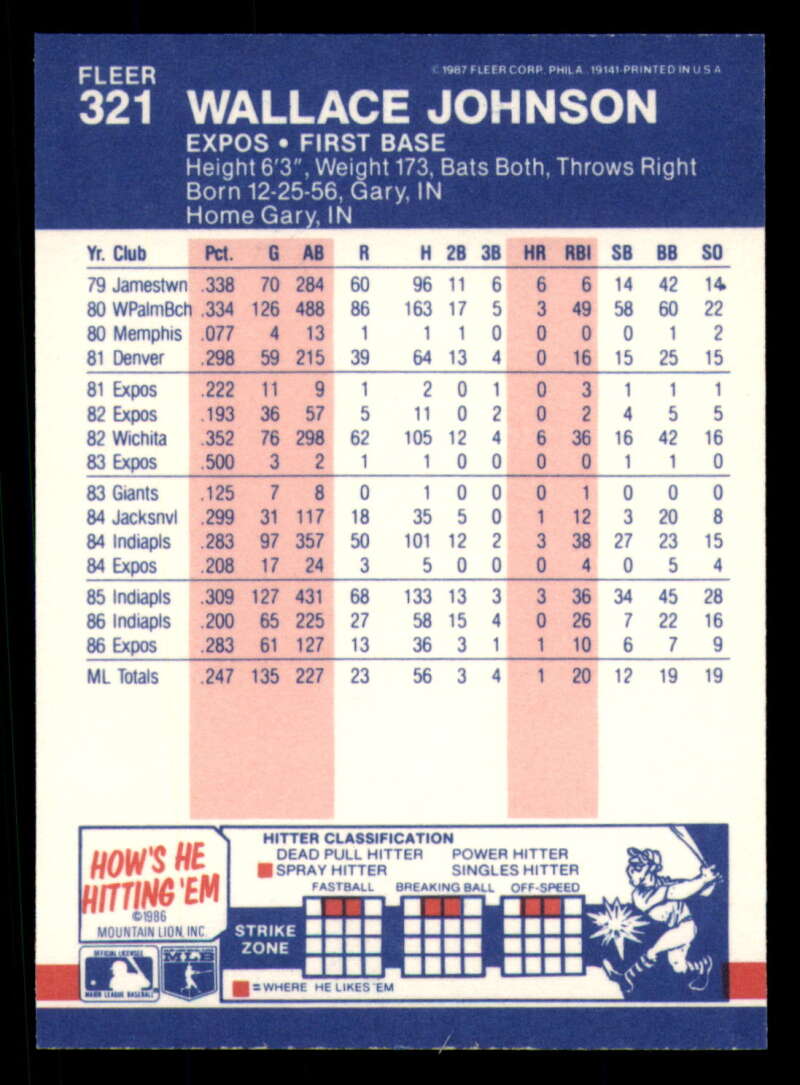 FLEER
© 1987 FLEER CORP. PHILA. 19141-PRINTED IN U S A
321 WALLACE JOHNSON
EXPOS • FIRST BASE
Height 6'3", Weight 173, Bats Both, Throws Right
Born 12-25-56, Gary, IN
Home Gary, IN
Yr. Club Pct. G AB R H 2B 3B HR RBI SB BB SO
79 Jamestwn .338 70 284 60 96 11 6 6 6 14 42 14
80 WPalmBch .334 126 488 86 163 17 5 3 49 58 60 22
80 Memphis .077 4 13 1 1 1 0 0 0 0 1 2
81 Denver .298 59 215 39 64 13 4 0 16 15 25 15
81 Expos .222 11 9 1 2 0 1 0 3 1 1 1
82 Expos .193 36 57 5 11 0 2 0 2 4 5 5
82 Wichita .352 76 298 62 105 12 4 6 36 16 42 16
83 Expos .500 3 2 1 1 0 0 0 0 1 1 0
83 Giants .125 7 8 0 1 0 0 0 1 0 0 0
84 Jacksnvl .299 31 117 18 35 5 0 1 12 3 20 8
84 Indiapls .283 97 357 50 101 12 2 3 38 27 23 15
84 Expos .208 17 24 3 5 0 0 0 4 0 5 4
85 Indiapls .309 127 431 68 133 13 3 3 36 34 45 28
86 Indiapls .200 65 225 27 58 15 4 0 26 7 22 16
86 Expos .283 61 127 13 36 3 1 1 10 6 7 9
ML Totals .247 135 227 23 56 3 4 1 20 12 19 19
HOW'S HE
HITTING 'EM
©1986
MOUNTAIN LION, INC.
OFFICIAL LICENSEE
MAJOR LEAGUE BASEBALL
MLB
HITTER CLASSIFICATION
DEAD PULL HITTER POWER HITTER
SPRAY HITTER SINGLES HITTER
FASTBALL BREAKING BALL OFF-SPEED
STRIKE
ZONE
= WHERE HE LIKES 'EM